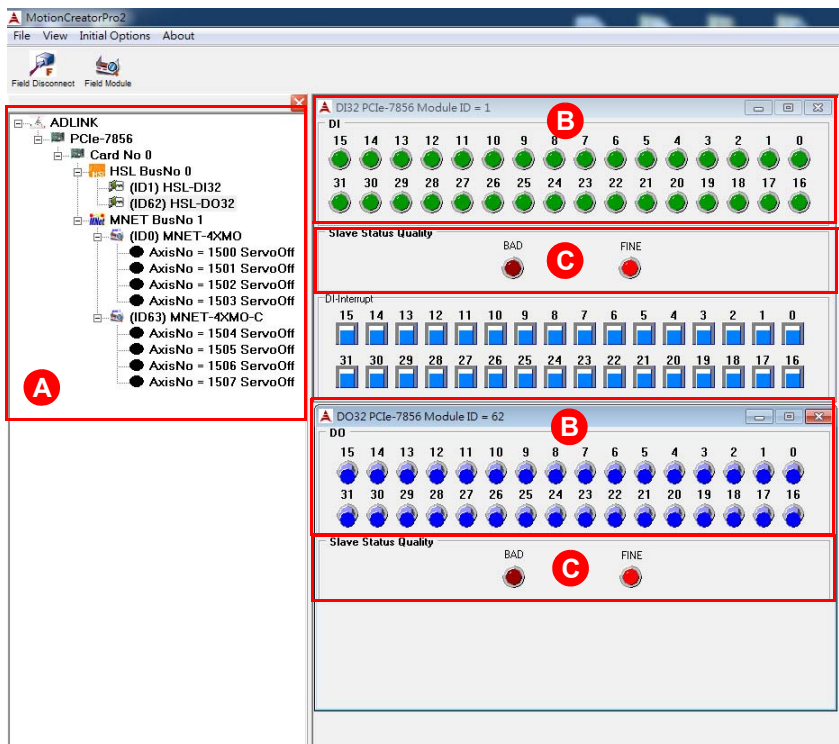 MotionCreatorPro2
File View Initial Options About
Field Disconnect Field Module
ADLINK
PCIe-7856
Card No 0
HSL BusNo 0
(ID1) HSL-DI32
(ID62) HSL-DO32
MNET BusNo 1
(ID0) MNET-4XMO
AxisNo = 1500 ServoOff
AxisNo = 1501 ServoOff
AxisNo = 1502 ServoOff
AxisNo = 1503 ServoOff
(ID63) MNET-4XMO-C
AxisNo = 1504 ServoOff
AxisNo = 1505 ServoOff
AxisNo = 1506 ServoOff
AxisNo = 1507 ServoOff
A
DI32 PCIe-7856 Module ID = 1
B
DI
15 14 13 12 11 10 9 8 7 6 5 4 3 2 1 0
31 30 29 28 27 26 25 24 23 22 21 20 19 18 17 16
Slave Status Quality
BAD C FINE
DI-Interrupt
15 14 13 12 11 10 9 8 7 6 5 4 3 2 1 0
31 30 29 28 27 26 25 24 23 22 21 20 19 18 17 16
DO32 PCIe-7856 Module ID = 62
B
DO
15 14 13 12 11 10 9 8 7 6 5 4 3 2 1 0
31 30 29 28 27 26 25 24 23 22 21 20 19 18 17 16
Slave Status Quality
BAD C FINE